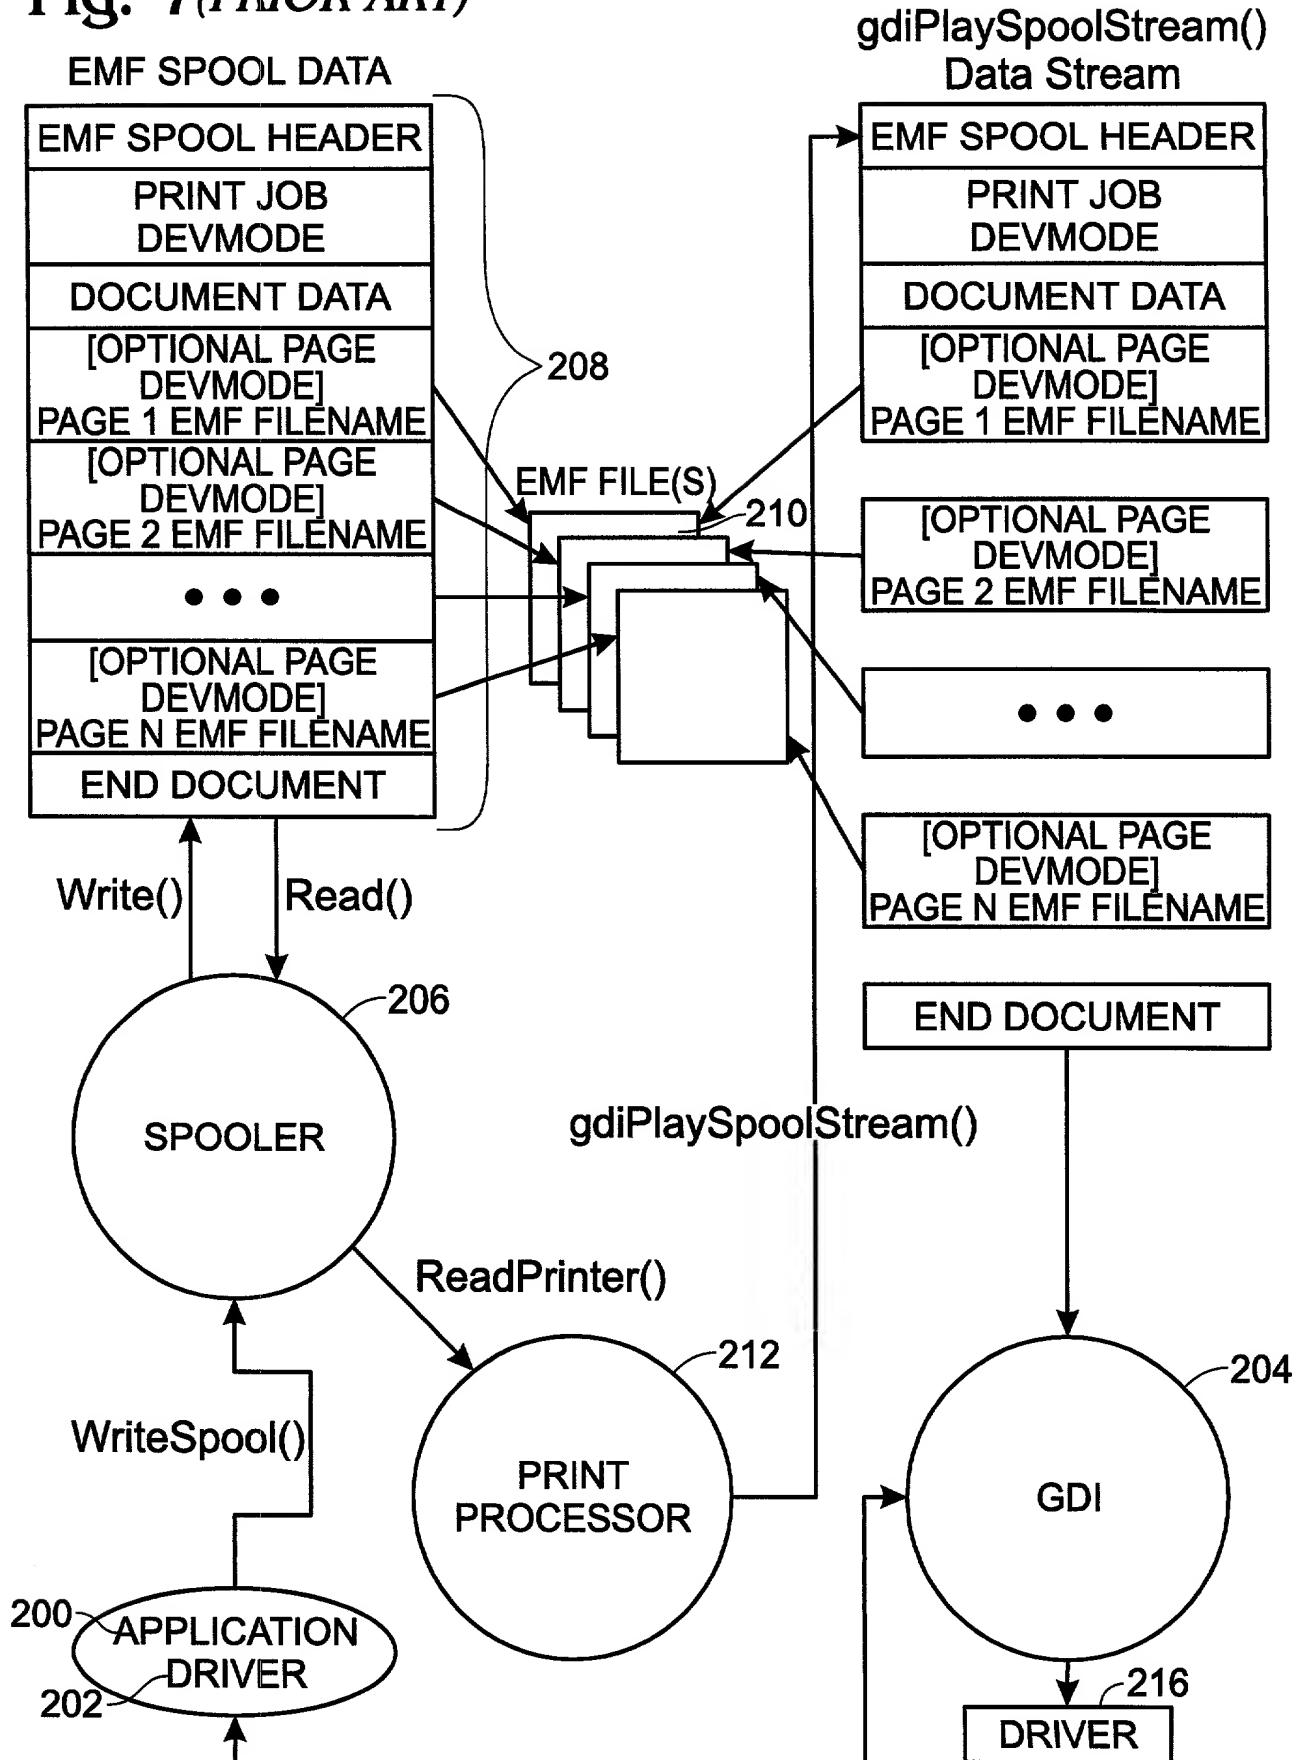 Fig. 7 (PRIOR ART)
EMF SPOOL DATA
EMF SPOOL HEADER
PRINT JOB
DEVMODE
DOCUMENT DATA
[OPTIONAL PAGE
DEVMODE]
PAGE 1 EMF FILENAME
[OPTIONAL PAGE
DEVMODE]
PAGE 2 EMF FILENAME
• • •
[OPTIONAL PAGE
DEVMODE]
PAGE N EMF FILENAME
END DOCUMENT
208
EMF FILE(S)
210
gdiPlaySpoolStream()
Data Stream
EMF SPOOL HEADER
PRINT JOB
DEVMODE
DOCUMENT DATA
[OPTIONAL PAGE
DEVMODE]
PAGE 1 EMF FILENAME
[OPTIONAL PAGE
DEVMODE]
PAGE 2 EMF FILENAME
• • •
[OPTIONAL PAGE
DEVMODE]
PAGE N EMF FILENAME
END DOCUMENT
Write()
Read()
206
SPOOLER
gdiPlaySpoolStream()
ReadPrinter()
212
204
WriteSpool()
PRINT
PROCESSOR
GDI
200
APPLICATION
DRIVER
202
216
DRIVER